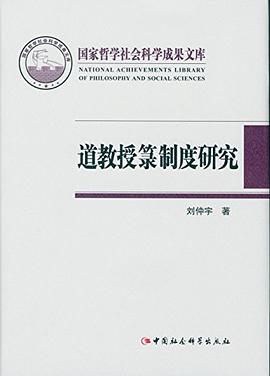 国家哲学社会科学成果文库
NATIONAL ACHIEVEMENTS LIBRARY
OF PHILOSOPHY AND SOCIAL SCIENCES
道教授箓制度研究
刘仲宇 著
中国社会科学出版社